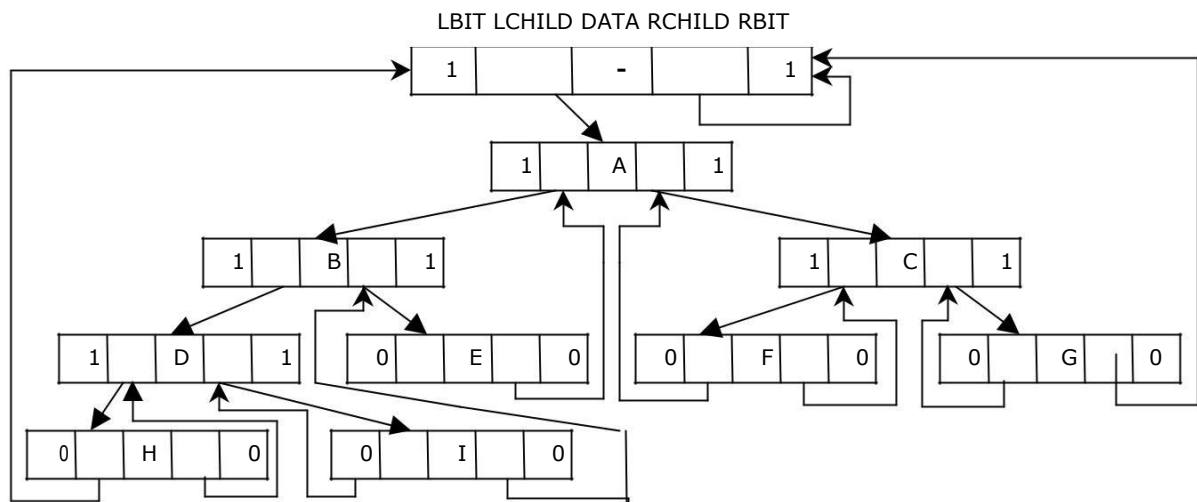 LBIT LCHILD DATA RCHILD RBIT
1 - 1
1 A 1
1 B 1
1 C 1
1 D 1
0 E 0
0 F 0
0 G 0
0 H 0
0 I 0